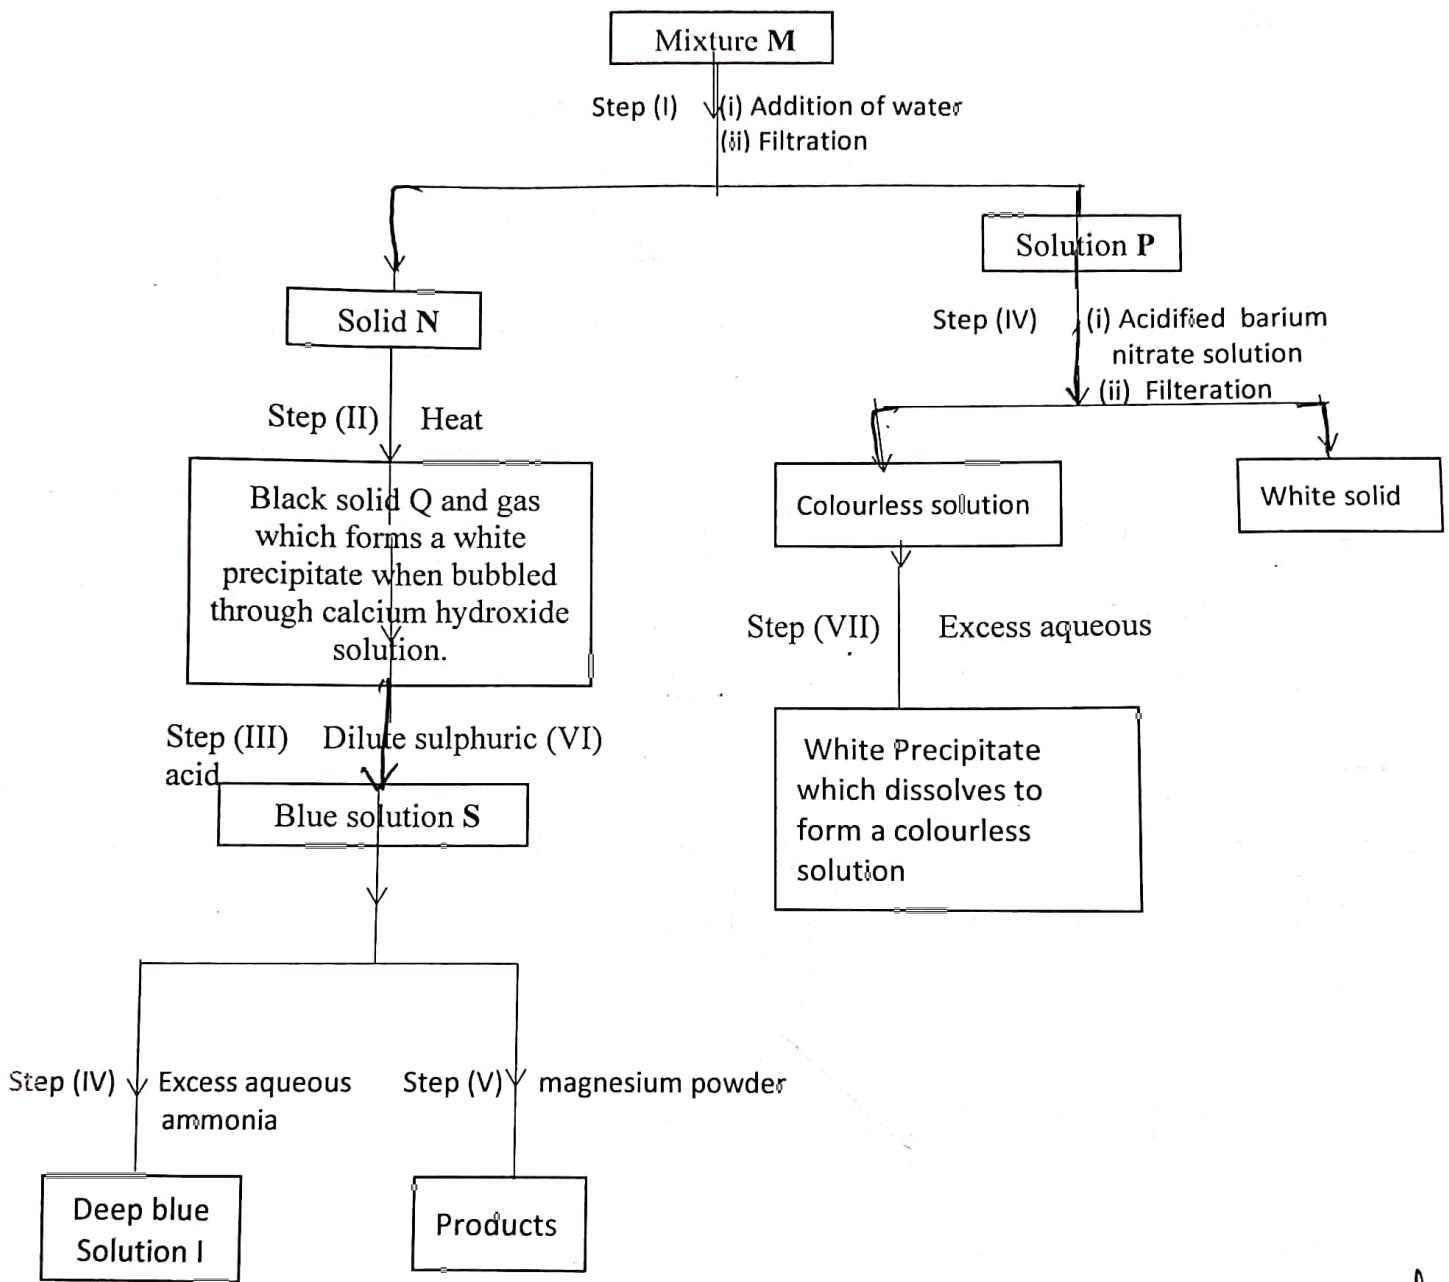 Mixture M
Step (I)
(i) Addition of water
(ii) Filtration
Solution P
Solid N
Step (IV)
(i) Acidified barium
nitrate solution
(ii) Filteration
Step (II)
Heat
Black solid Q and gas
which forms a white
precipitate when bubbled
through calcium hydroxide
solution.
Colourless solution
White solid
Step (VII)
Excess aqueous
Step (III)
Dilute sulphuric (VI)
acid
White Precipitate
which dissolves to
form a colourless
solution
Blue solution S
Step (IV)
Excess aqueous
ammonia
Step (V)
magnesium powder
Deep blue
Solution I
Products